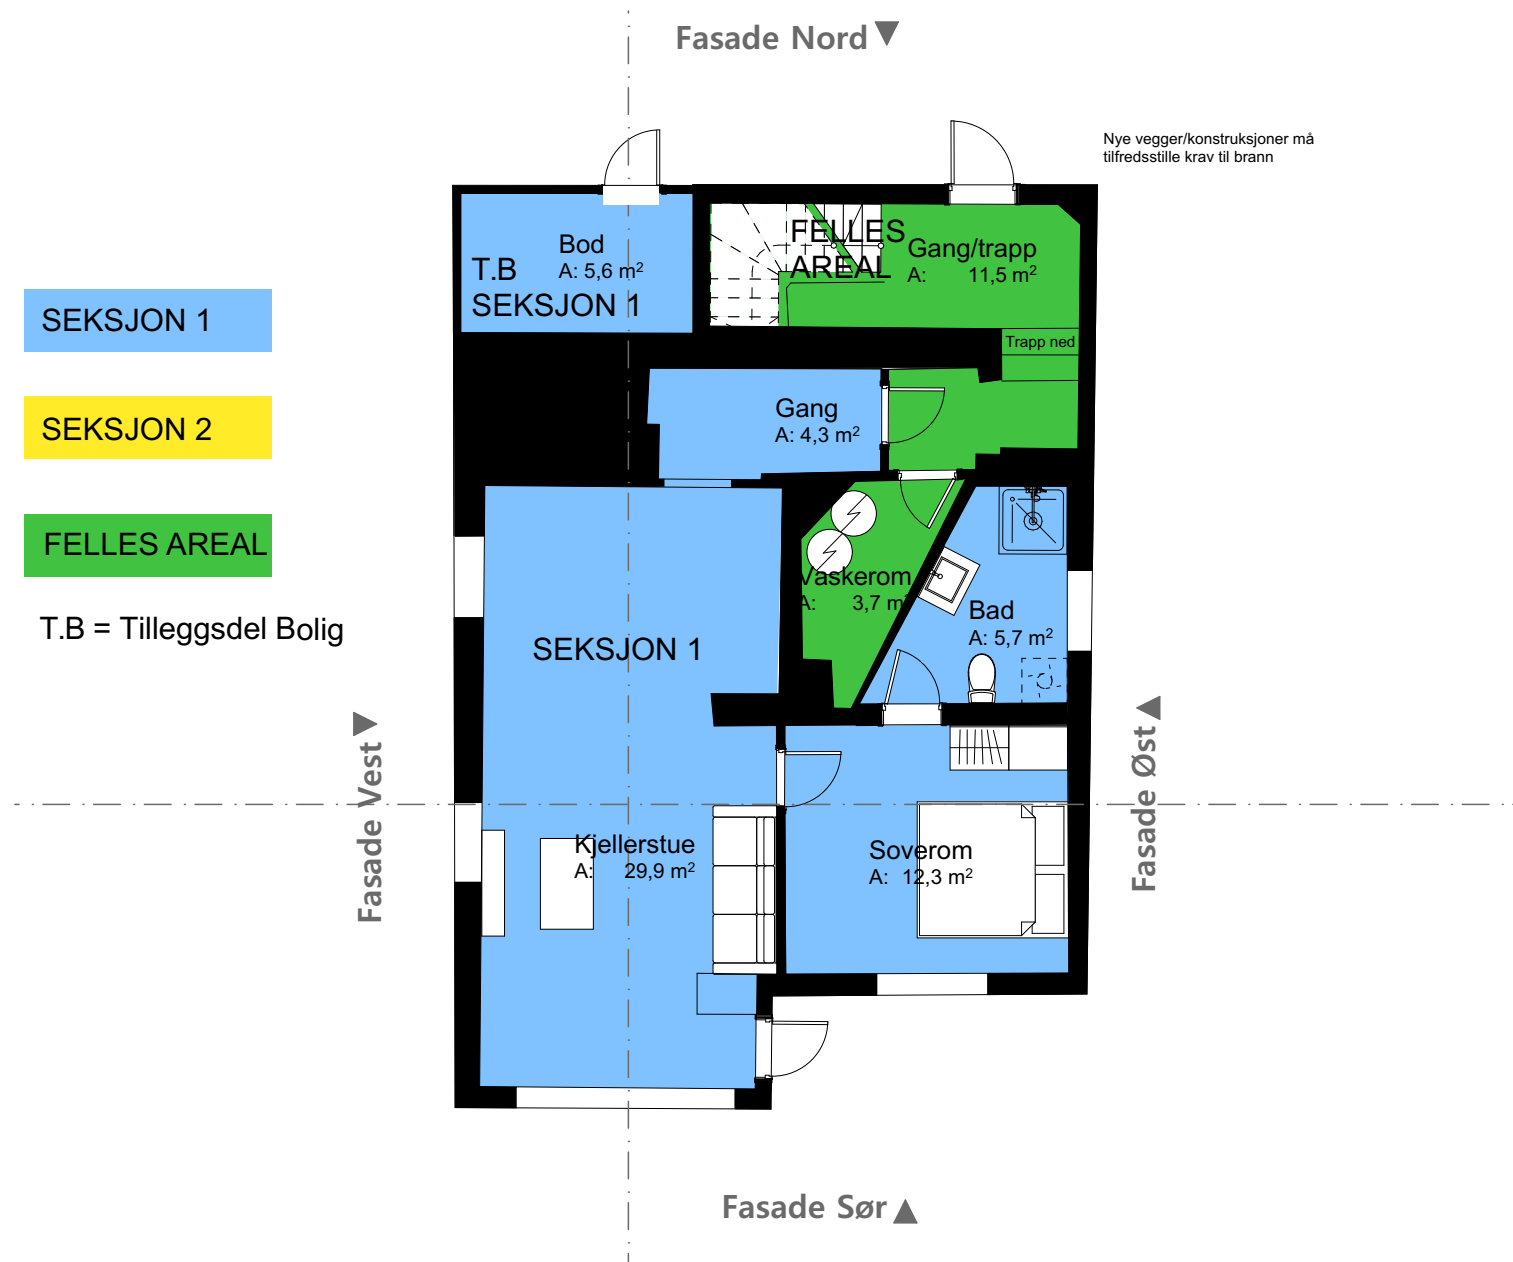 Fasade Nord
Nye vegger/konstruksjoner må
tilfredsstille krav til brann
Bod
A: 5,6 m²
T.B
SEKSJON 1
FELLES
AREAL
Gang/trapp
A: 11,5 m²
Trapp ned
SEKSJON 1
SEKSJON 2
FELLES AREAL
T.B = Tilleggsdel Bolig
Gang
A: 4,3 m²
Vaskerom
A: 3,7 m²
Bad
A: 5,7 m²
SEKSJON 1
Fasade Vest
Fasade Øst
Kjellerstue
A: 29,9 m²
Soverom
A: 12,3 m²
Fasade Sør